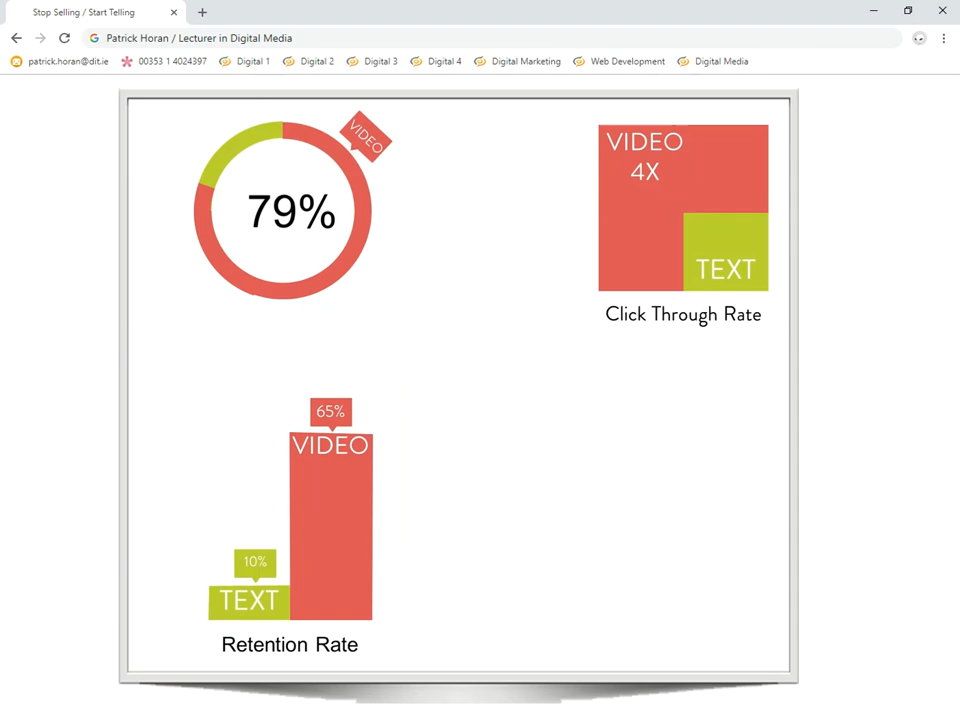 Stop Selling / Start Telling
Patrick Horan / Lecturer in Digital Media
patrick.horan@dit.ie 00353 1 4024397 Digital 1 Digital 2 Digital 3 Digital 4 Digital Marketing Web Development Digital Media
VIDEO
79%
VIDEO
4X
TEXT
Click Through Rate
65%
VIDEO
10%
TEXT
Retention Rate